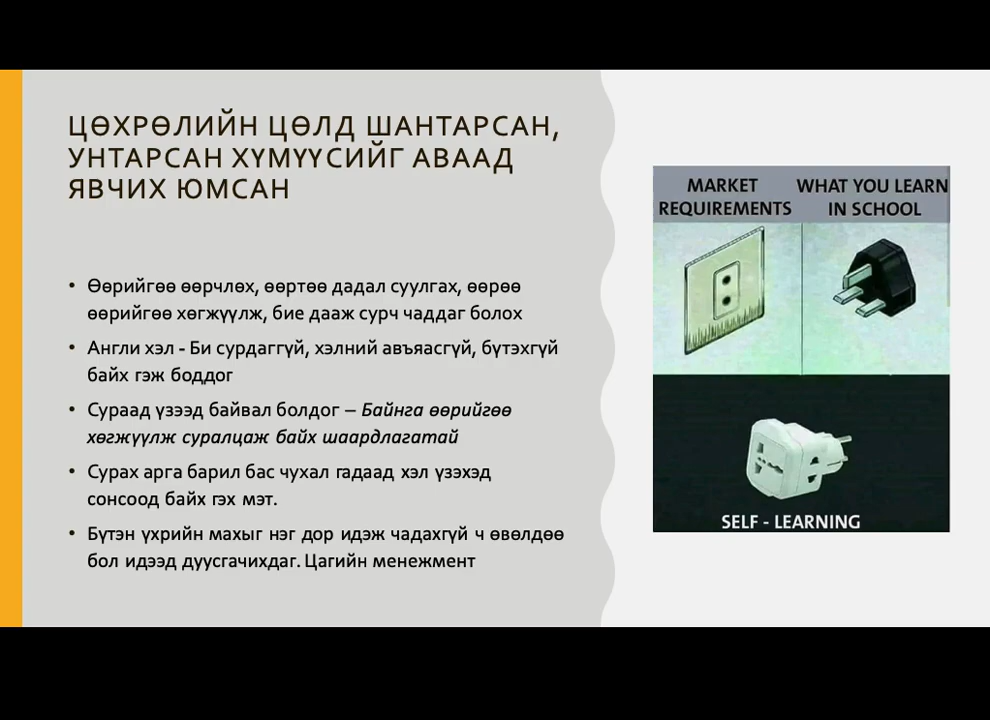 ЦӨХРӨЛИЙН ЦӨЛД ШАНТАРСАН,
УНТАРСАН ХҮМҮҮСИЙГ АВААД
ЯВЧИХ ЮМСАН
• Өөрийгөө өөрчлөх, өөртөө дадал суулгах, өөрөө
өөрийгөө хөгжүүлж, бие дааж сурч чаддаг болох
• Англи хэл - Би сурдаггүй, хэлний авъяасгүй, бүтэхгүй
байх гэж боддог
• Сураад үзээд байвал болдог – Байнга өөрийгөө
хөгжүүлж суралцаж байх шаардлагатай
• Сурах арга барил бас чухал гадаад хэл үзэхэд
сонсоод байх гэх мэт.
• Бүтэн үхрийн махыг нэг дор идэж чадахгүй ч өвөлдөө
бол идээд дуусгачихдаг. Цагийн менежмент
MARKET
REQUIREMENTS
WHAT YOU LEARN
IN SCHOOL
SELF - LEARNING